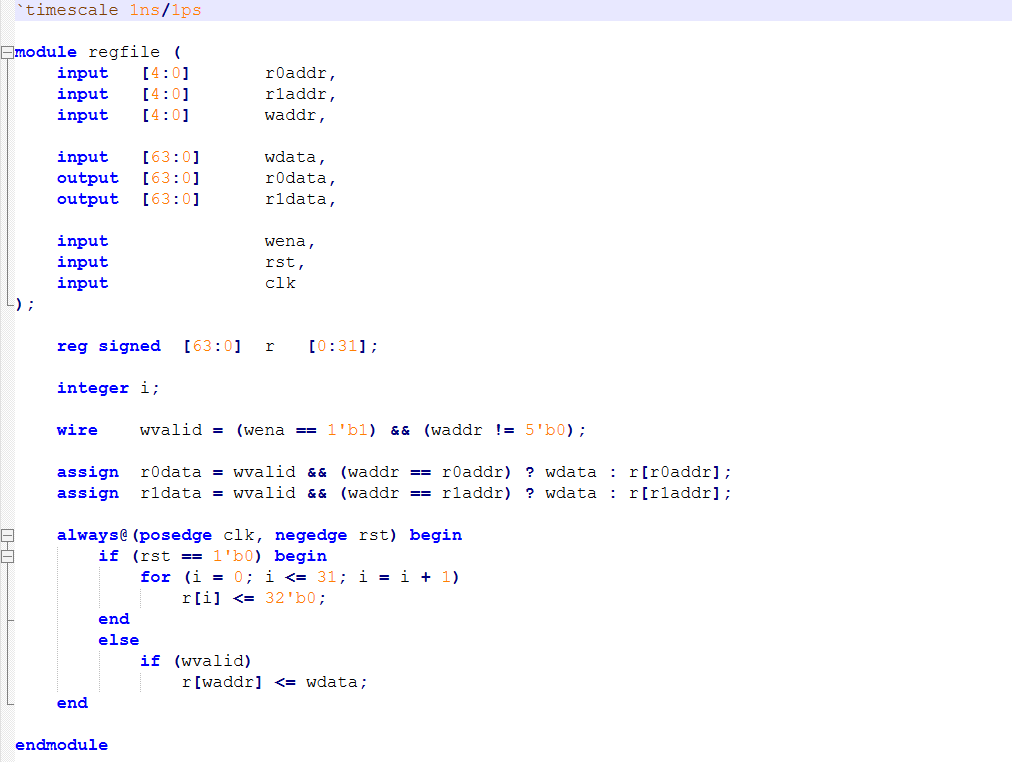 `timescale 1ns/1ps
module regfile (
    input   [4:0]       r0addr,
    input   [4:0]       r1addr,
    input   [4:0]       waddr,
    input   [63:0]      wdata,
    output  [63:0]      r0data,
    output  [63:0]      r1data,
    input               wena,
    input               rst,
    input               clk
);
    reg signed  [63:0]  r   [0:31];
    integer i;
    wire    wvalid = (wena == 1'b1) && (waddr != 5'b0);
    assign  r0data = wvalid && (waddr == r0addr) ? wdata : r[r0addr];
    assign  r1data = wvalid && (waddr == r1addr) ? wdata : r[r1addr];
    always@(posedge clk, negedge rst) begin
        if (rst == 1'b0) begin
            for (i = 0; i <= 31; i = i + 1)
                r[i] <= 32'b0;
        end
        else
            if (wvalid)
                r[waddr] <= wdata;
    end
endmodule